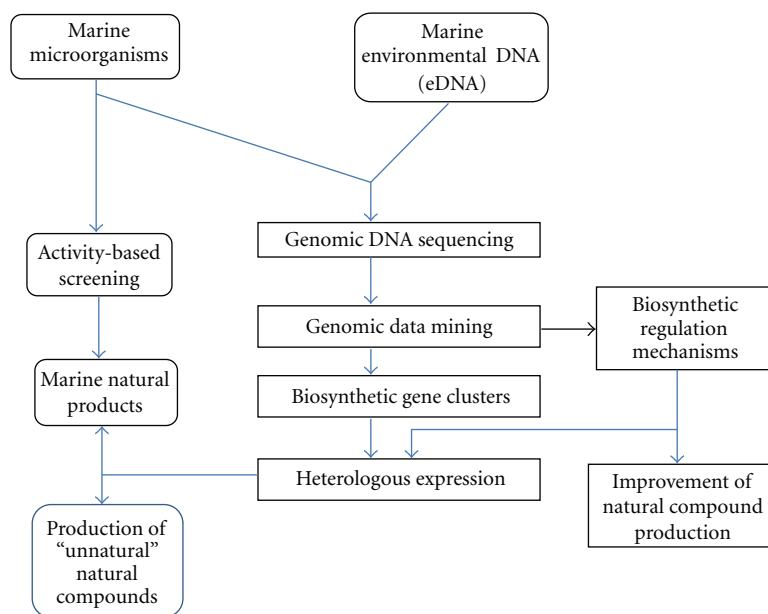 Marine
microorganisms
Marine
environmental DNA
(eDNA)
Genomic DNA sequencing
Activity-based
screening
Genomic data mining
Biosynthetic
regulation
mechanisms
Marine natural
products
Biosynthetic gene clusters
Heterologous expression
Improvement of
natural compound
production
Production of
“unnatural”
natural
compounds